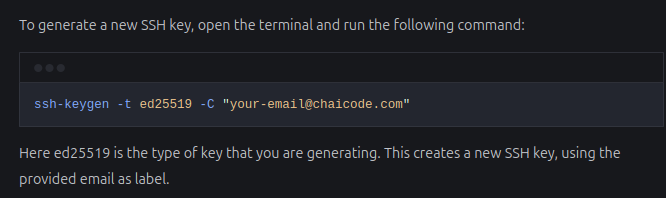 To generate a new SSH key, open the terminal and run the following command:
ssh-keygen -t ed25519 -C "your-email@chaicode.com"
Here ed25519 is the type of key that you are generating. This creates a new SSH key, using the
provided email as label.